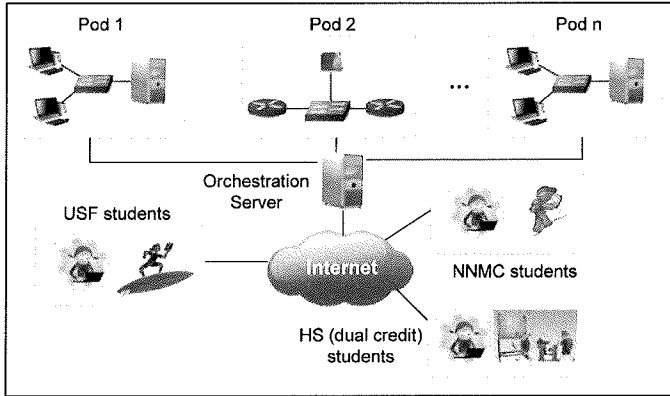 Pod 1
Pod 2
Pod n
...
Orchestration
Server
USF students
Internet
NNMC students
HS (dual credit)
students